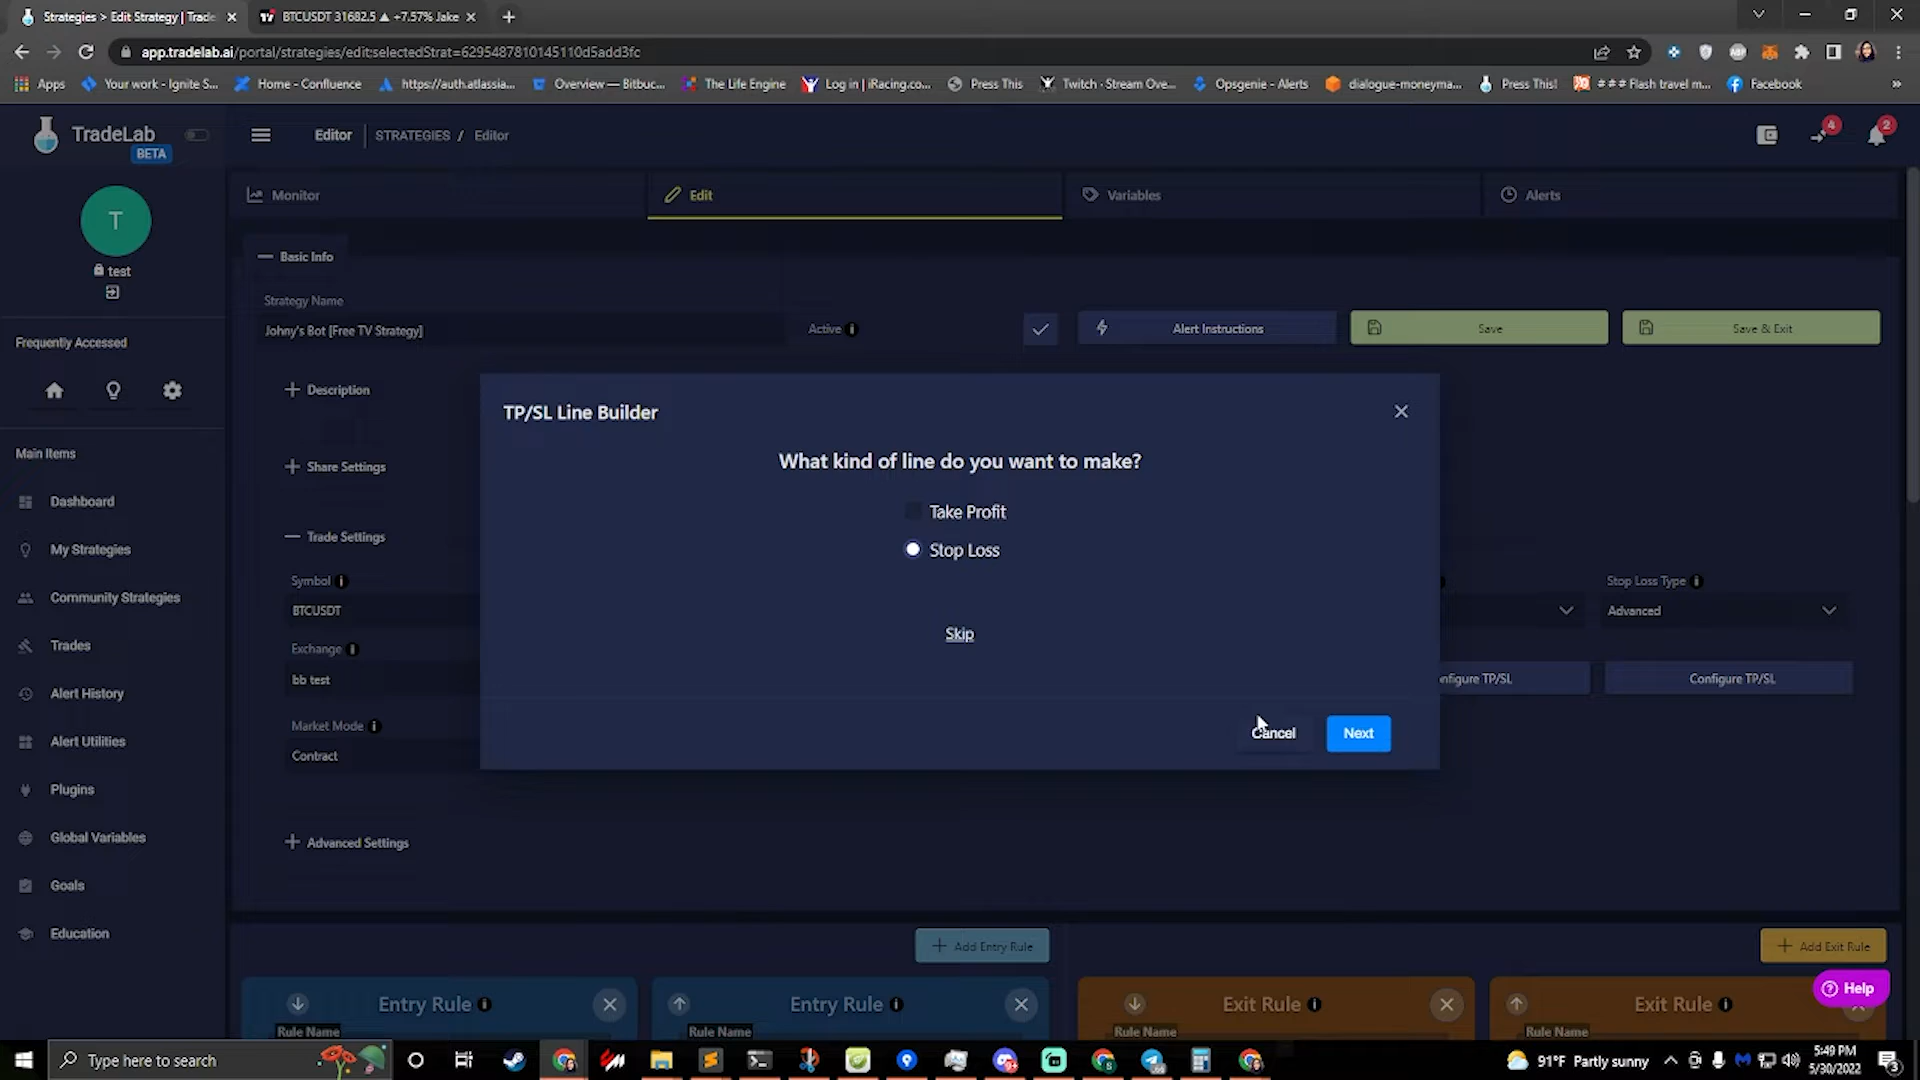 Strategies > Edit Strategy | Trade
BTCUSDT 31682.5 ▲ +7.57% Jake
app.tradelab.ai/portal/strategies/edit;selectedStrat=6295487810145110d5add3fc
Apps
Your work - Ignite S...
Home - Confluence
https://auth.atlassia...
Overview — Bitbuc...
The Life Engine
Log in | iRacing.co...
Press This
Twitch - Stream Ove...
Opsgenie - Alerts
dialogue-moneyma...
Press This!
###Flash travel m...
Facebook
»
TradeLab
BETA
Editor
STRATEGIES / Editor
4
2
T
test
Monitor
Edit
Variables
Alerts
Basic Info
Strategy Name
Johny's Bot [Free TV Strategy]
Active
Alert Instructions
Save
Save & Exit
Frequently Accessed
Description
Share Settings
Trade Settings
Symbol
BTCUSDT
Exchange
bb test
Market Mode
Contract
Advanced Settings
TP/SL Line Builder
What kind of line do you want to make?
Take Profit
Stop Loss
Skip
Cancel
Next
Stop Loss Type
Advanced
nfigure TP/SL
Configure TP/SL
Main Items
Dashboard
My Strategies
Community Strategies
Trades
Alert History
Alert Utilities
Plugins
Global Variables
Goals
Education
Add Entry Rule
Add Exit Rule
Entry Rule
Rule Name
Entry Rule
Rule Name
Exit Rule
Rule Name
Exit Rule
Rule Name
Help
Type here to search
91°F Partly sunny
5:49 PM
5/30/2022
3